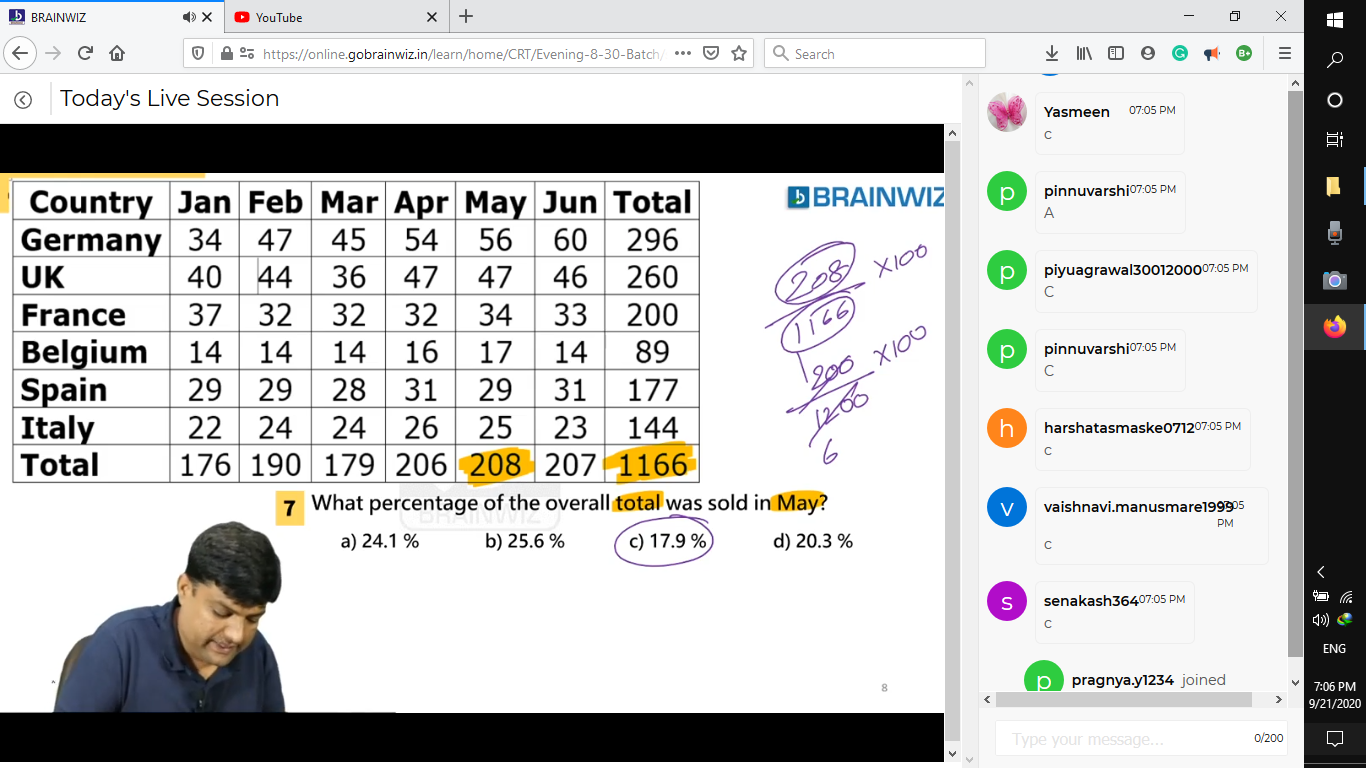 BRAINWIZ
YouTube
https://online.gobrainwiz.in/learn/home/CRT/Evening-8-30-Batch/
Search
Today's Live Session
BRAINWIZ
Country Jan Feb Mar Apr May Jun Total
Germany 34 47 45 54 56 60 296
UK 40 44 36 47 47 46 260
France 37 32 32 32 34 33 200
Belgium 14 14 14 16 17 14 89
Spain 29 29 28 31 29 31 177
Italy 22 24 24 26 25 23 144
Total 176 190 179 206 208 207 1166
208
1166
×100
200
1200
×100
6
7 What percentage of the overall total was sold in May?
BRAINWIZ
a) 24.1 % b) 25.6 % c) 17.9 % d) 20.3 %
8
Yasmeen 07:05 PM
C
p pinnuvarshi 07:05 PM
A
p piyuagrawal30012000 07:05 PM
C
p pinnuvarshi 07:05 PM
C
h harshatasmaske0712 07:05 PM
C
v vaishnavi.manusmare1999 07:05 PM
C
s senakash364 07:05 PM
C
p pragnya.y1234 joined
Type your message... 0/200
ENG
7:06 PM
9/21/2020